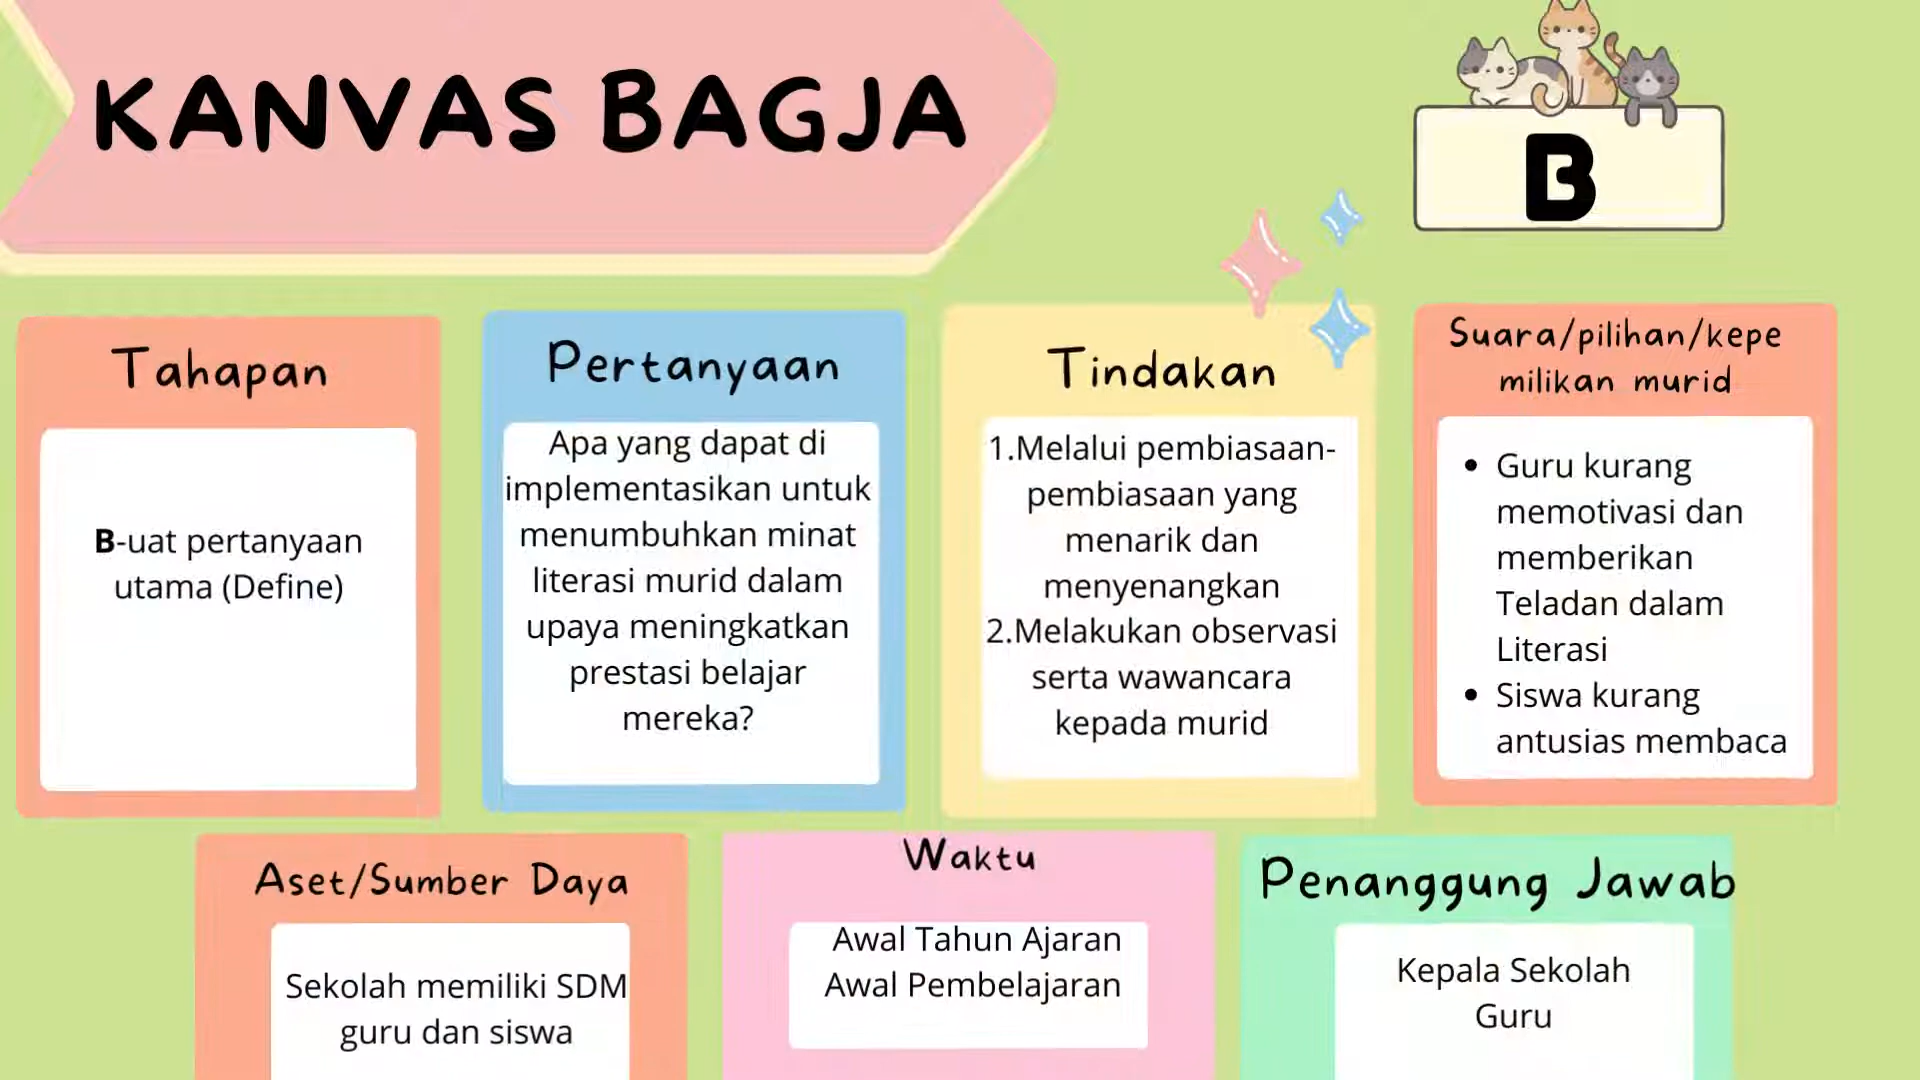 KANVAS BAGJA
B
Tahapan
B-uat pertanyaan
utama (Define)
Pertanyaan
Apa yang dapat di
implementasikan untuk
menumbuhkan minat
literasi murid dalam
upaya meningkatkan
prestasi belajar
mereka?
Tindakan
1.Melalui pembiasaan-
pembiasaan yang
menarik dan
menyenangkan
2.Melakukan observasi
serta wawancara
kepada murid
Suara/pilihan/kepe
milikan murid
• Guru kurang
memotivasi dan
memberikan
Teladan dalam
Literasi
• Siswa kurang
antusias membaca
Aset/Sumber Daya
Sekolah memiliki SDM
guru dan siswa
Waktu
Awal Tahun Ajaran
Awal Pembelajaran
Penanggung Jawab
Kepala Sekolah
Guru